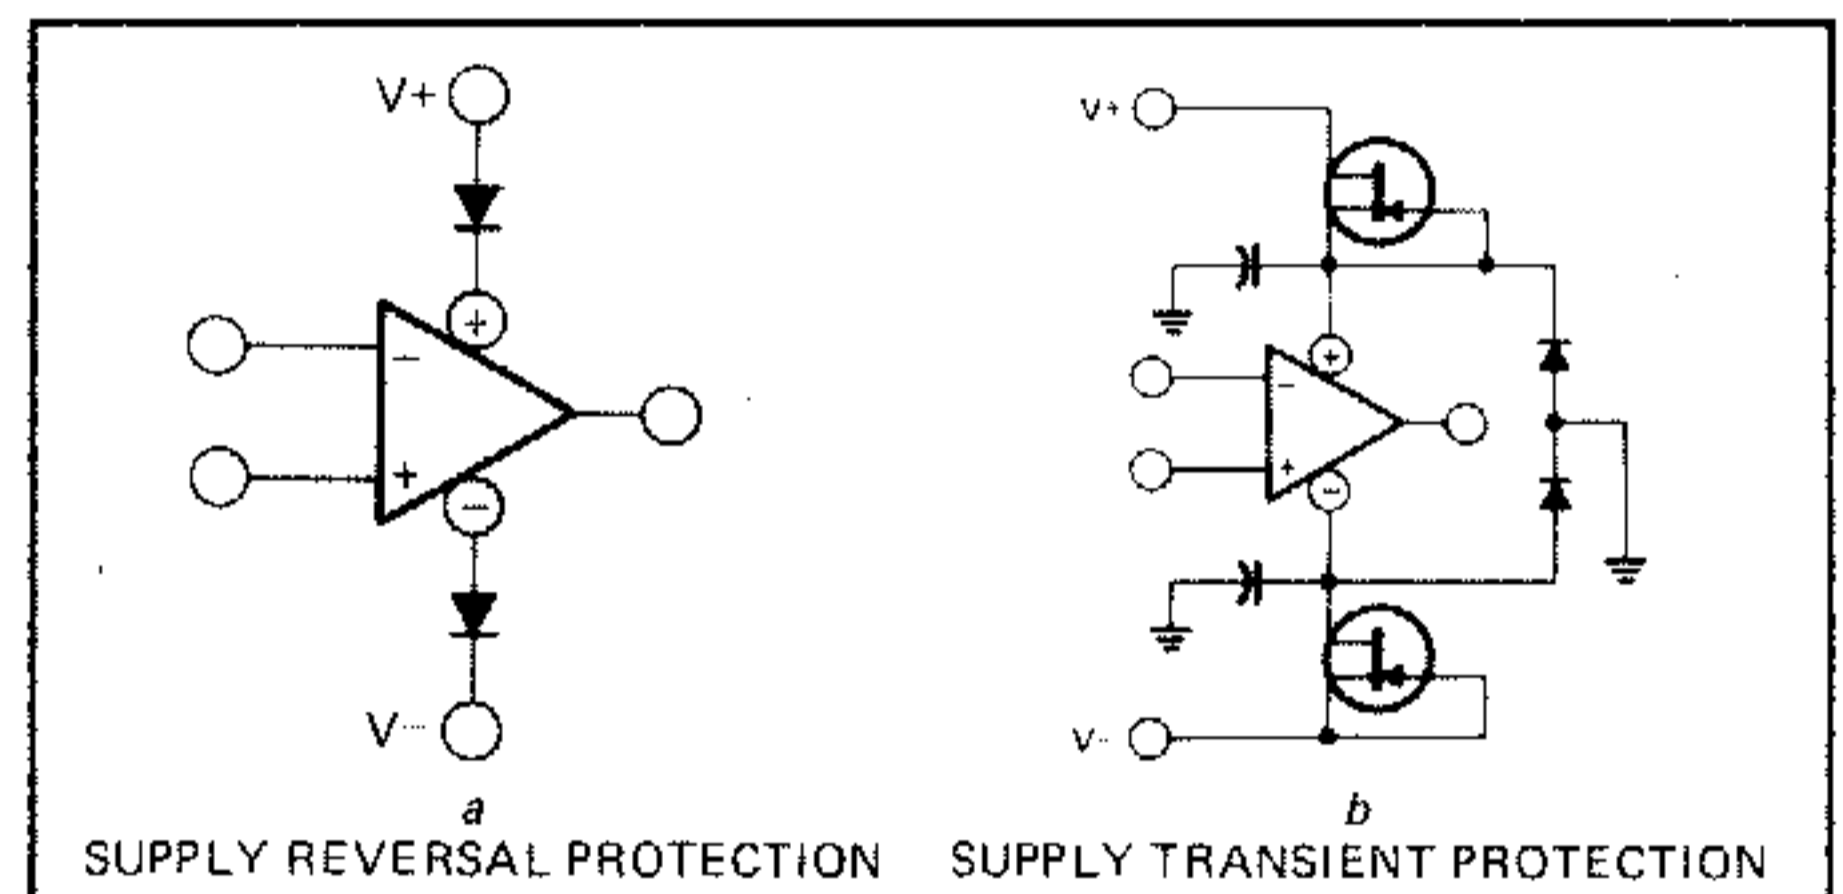 V+
V+
−
+
+
−
−
+
+
−
V−
V−
a
b
SUPPLY REVERSAL PROTECTION
SUPPLY TRANSIENT PROTECTION